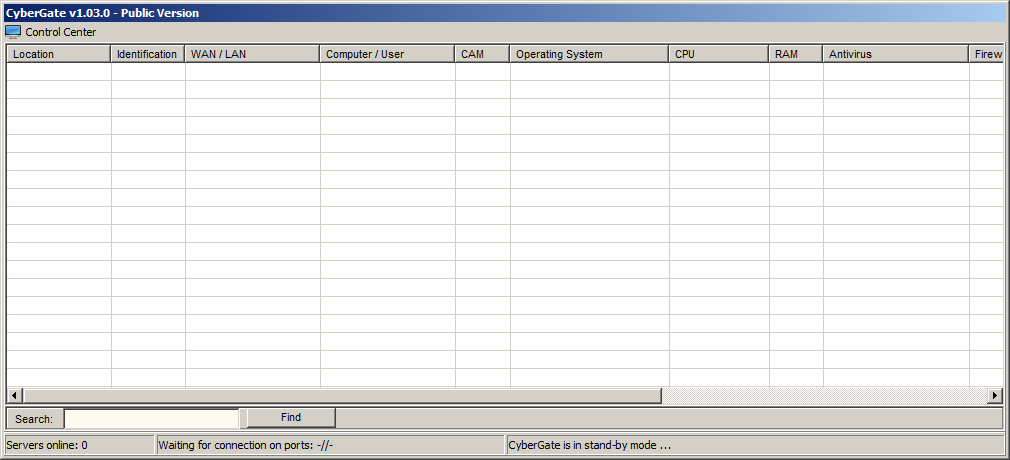 CyberGate v1.03.0 - Public Version
Control Center
Location Identification WAN / LAN Computer / User CAM Operating System CPU RAM Antivirus Firew
Search: Find
Servers online: 0 Waiting for connection on ports: -//- CyberGate is in stand-by mode ...